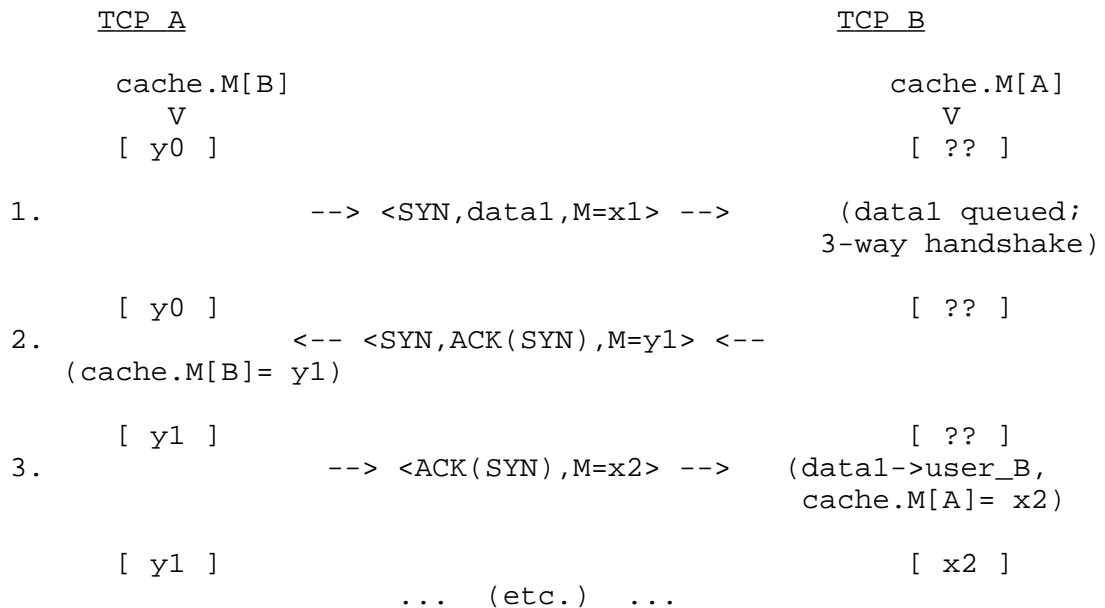 TCP A                                                TCP B
cache.M[B]                                        cache.M[A]
V                                                V
[ y0 ]                                           [ ?? ]
1.                   --> <SYN,data1,M=x1> -->       (data1 queued;
3-way handshake)
[ y0 ]                                           [ ?? ]
2.                   <-- <SYN,ACK(SYN),M=y1> <--
(cache.M[B]= y1)
[ y1 ]                                           [ ?? ]
3.                   --> <ACK(SYN),M=x2> -->    (data1->user_B,
cache.M[A]= x2)
[ y1 ]                                           [ x2 ]
... (etc.) ...